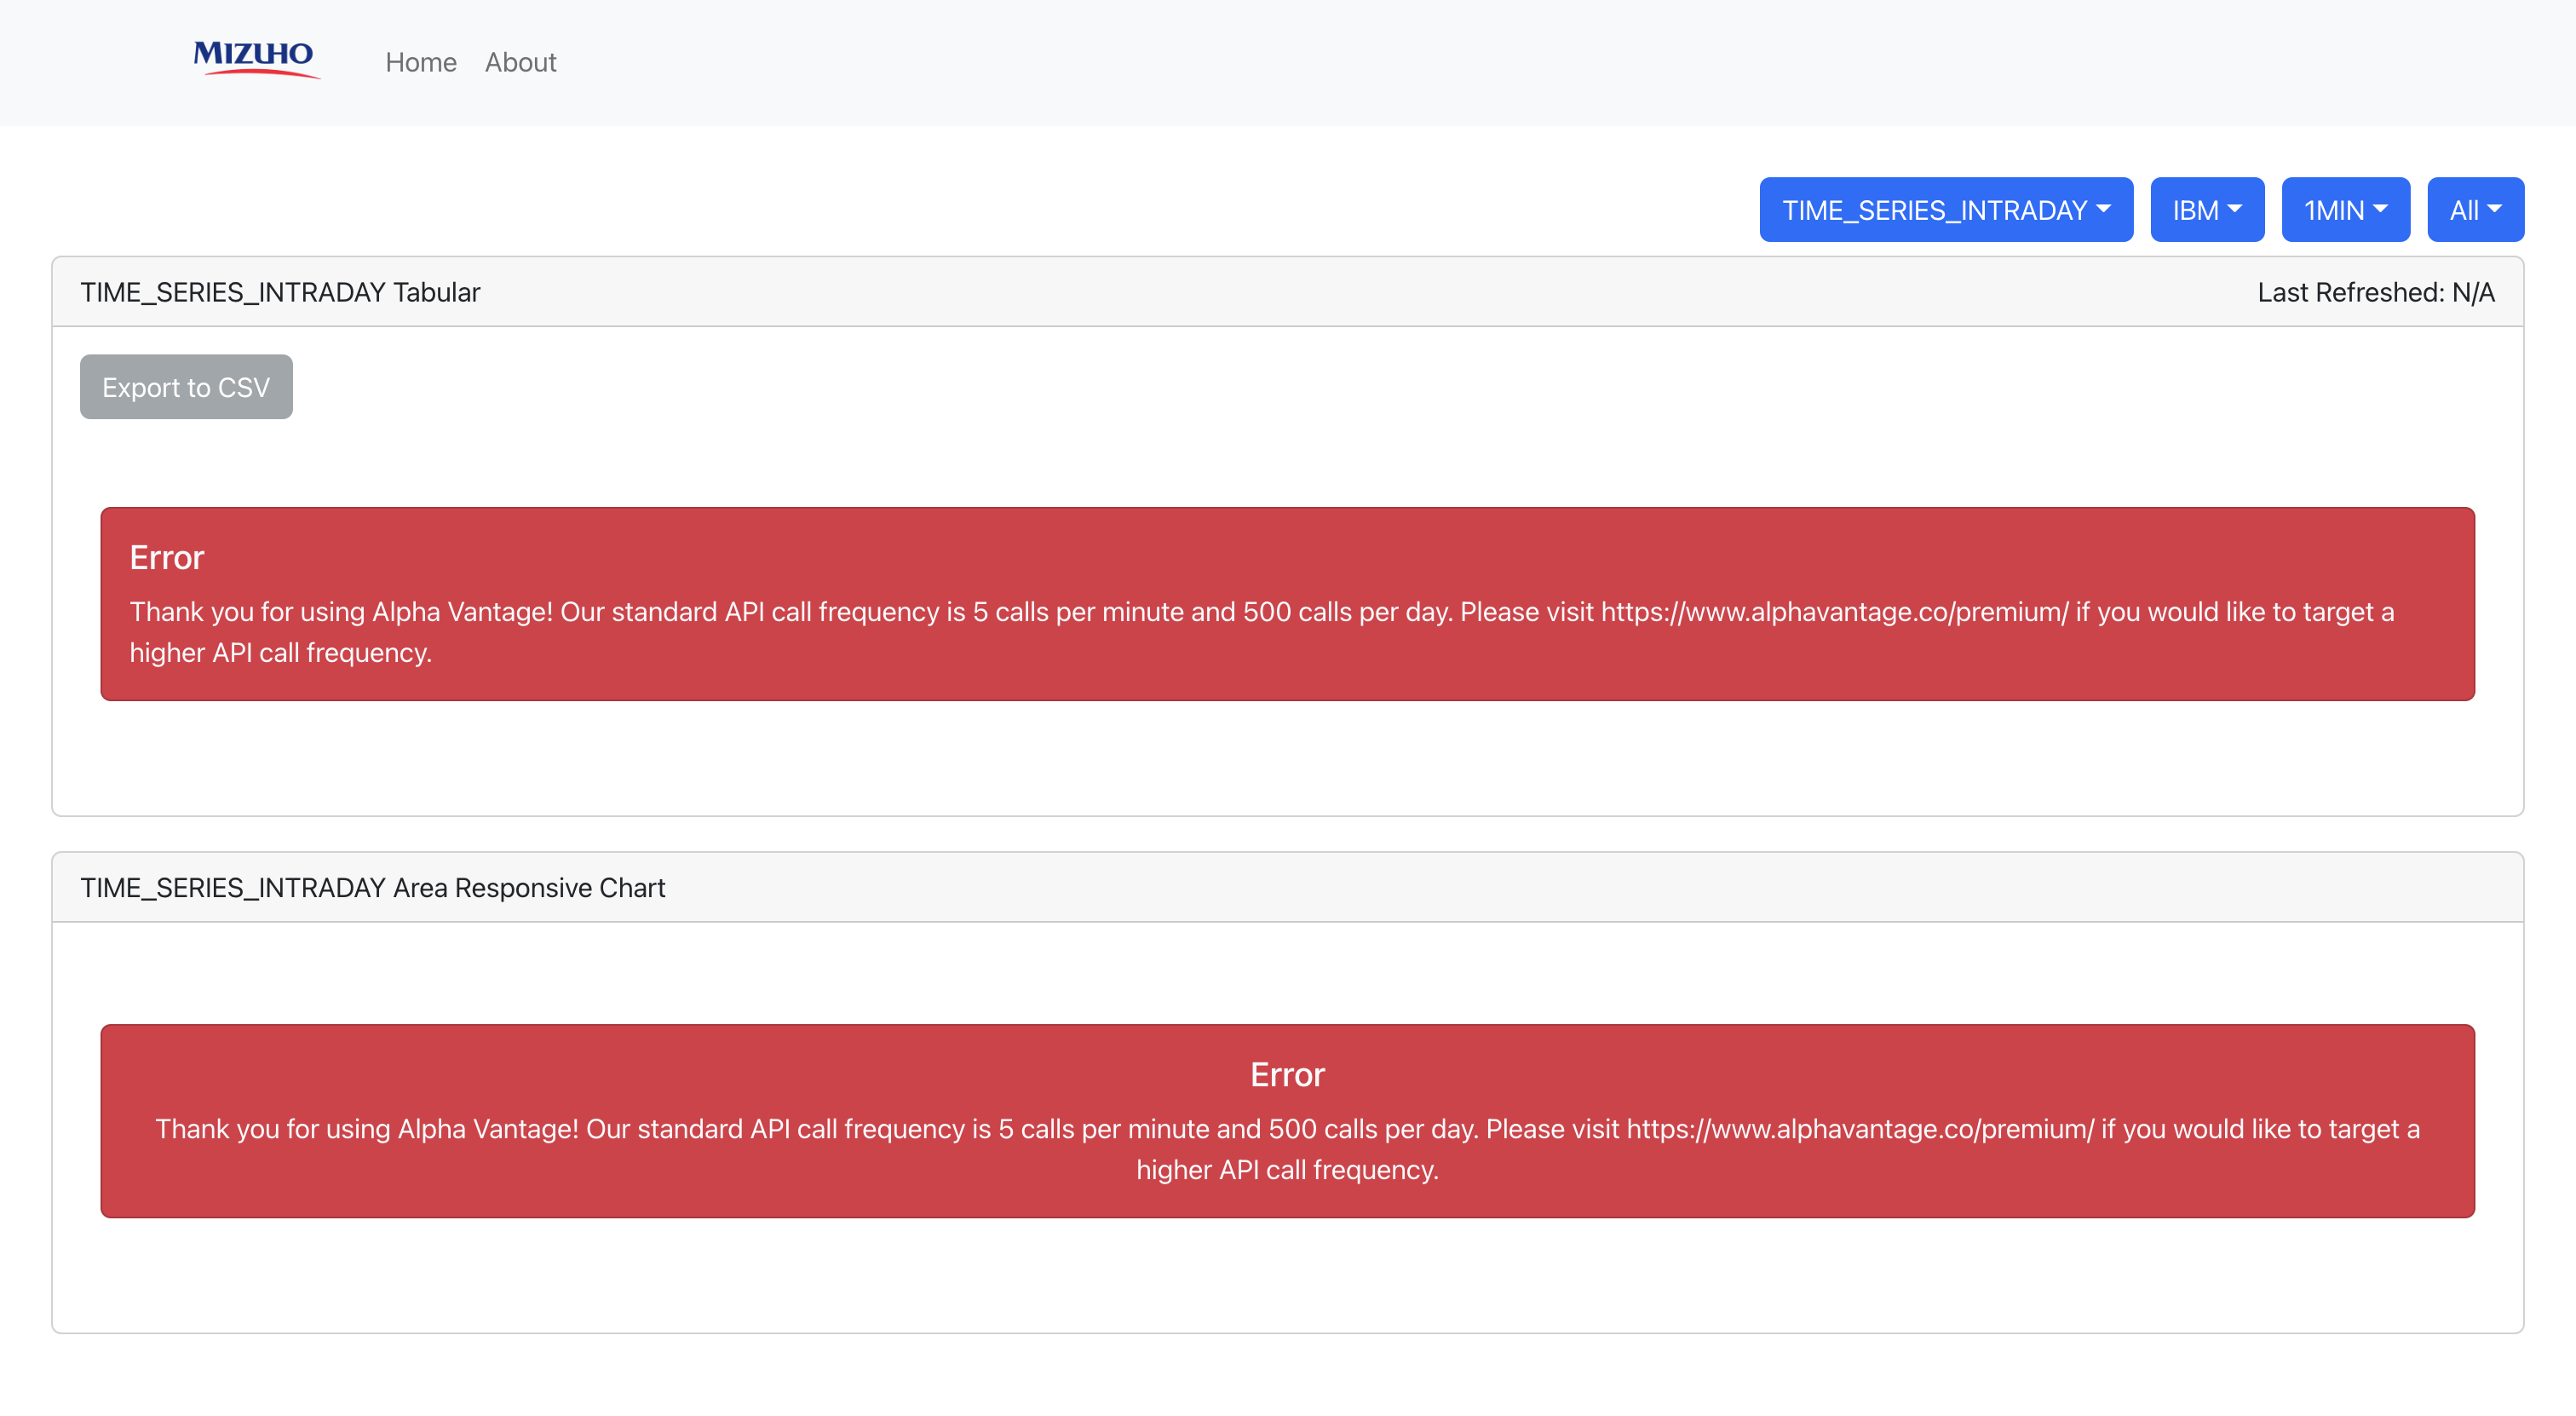 MIZUHO
Home
About
TIME_SERIES_INTRADAY
IBM
1MIN
All
TIME_SERIES_INTRADAY Tabular
Last Refreshed: N/A
Export to CSV
Error
Thank you for using Alpha Vantage! Our standard API call frequency is 5 calls per minute and 500 calls per day. Please visit https://www.alphavantage.co/premium/ if you would like to target a
higher API call frequency.
TIME_SERIES_INTRADAY Area Responsive Chart
Error
Thank you for using Alpha Vantage! Our standard API call frequency is 5 calls per minute and 500 calls per day. Please visit https://www.alphavantage.co/premium/ if you would like to target a
higher API call frequency.